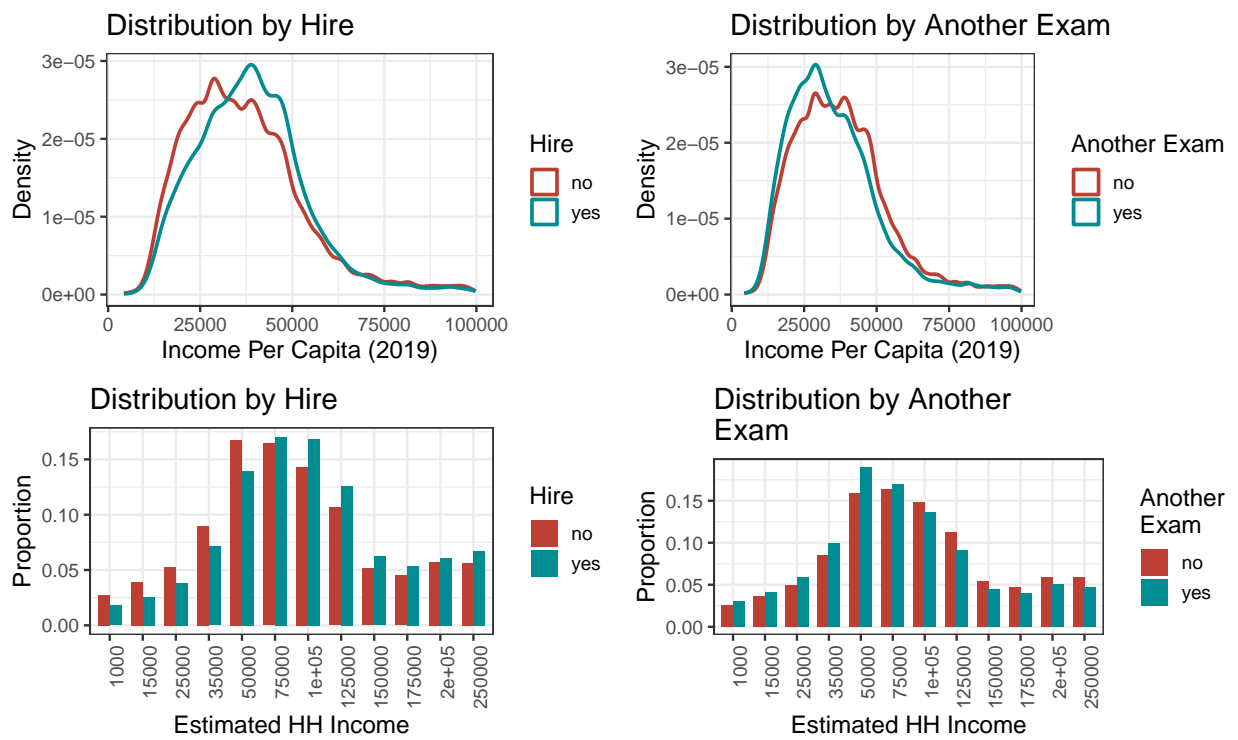 Distribution by Hire
3e−05
2e−05
1e−05
0e+00
Density
0
25000
50000
75000
100000
Income Per Capita (2019)
Hire
no
yes
Distribution by Another Exam
3e−05
2e−05
1e−05
0e+00
Density
0
25000
50000
75000
100000
Income Per Capita (2019)
Another Exam
no
yes
Distribution by Hire
0.15
0.10
0.05
0.00
Proportion
1000
15000
25000
35000
50000
75000
1e+05
125000
150000
175000
2e+05
250000
Estimated HH Income
Hire
no
yes
Distribution by Another
Exam
0.15
0.10
0.05
0.00
Proportion
1000
15000
25000
35000
50000
75000
1e+05
125000
150000
175000
2e+05
250000
Estimated HH Income
Another
Exam
no
yes